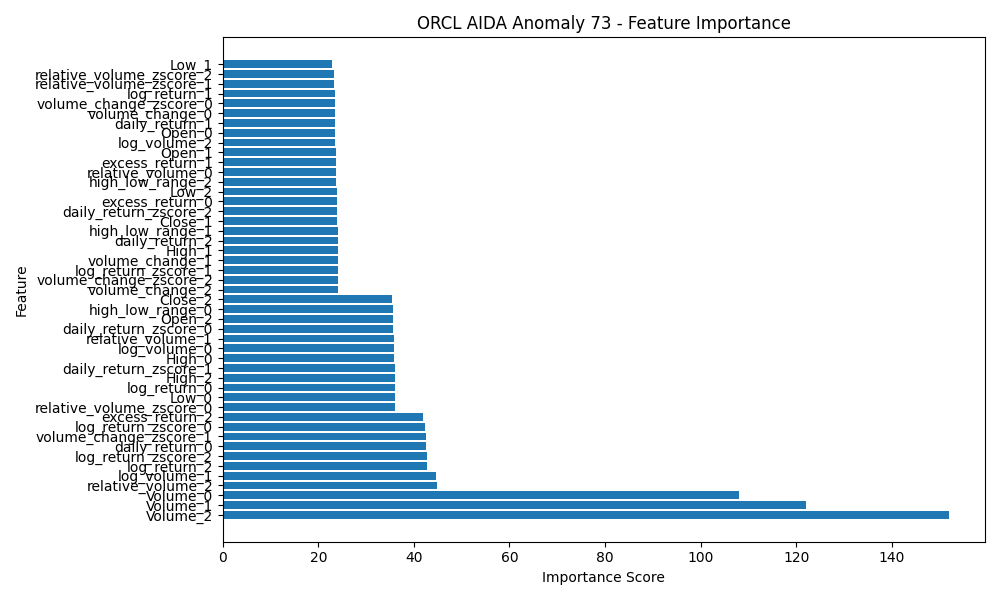 ORCL AIDA Anomaly 73 - Feature Importance
Low_1
relative_volume_zscore_2
relative_volume_zscore_1
log_return_1
volume_change_zscore_0
volume_change_0
daily_return_1
Open_0
log_volume_2
Open_1
excess_return_1
relative_volume_0
high_low_range_2
Low_2
excess_return_0
daily_return_zscore_2
Close_1
high_low_range_1
daily_return_2
High_1
volume_change_1
log_return_zscore_1
volume_change_zscore_2
volume_change_2
Close_2
high_low_range_0
Open_2
daily_return_zscore_0
relative_volume_1
log_volume_0
High_0
daily_return_zscore_1
High_2
log_return_0
Low_0
relative_volume_zscore_0
excess_return_2
log_return_zscore_0
volume_change_zscore_1
daily_return_0
log_return_zscore_2
log_return_2
log_volume_1
relative_volume_2
Volume_0
Volume_1
Volume_2
Feature
0 20 40 60 80 100 120 140
Importance Score